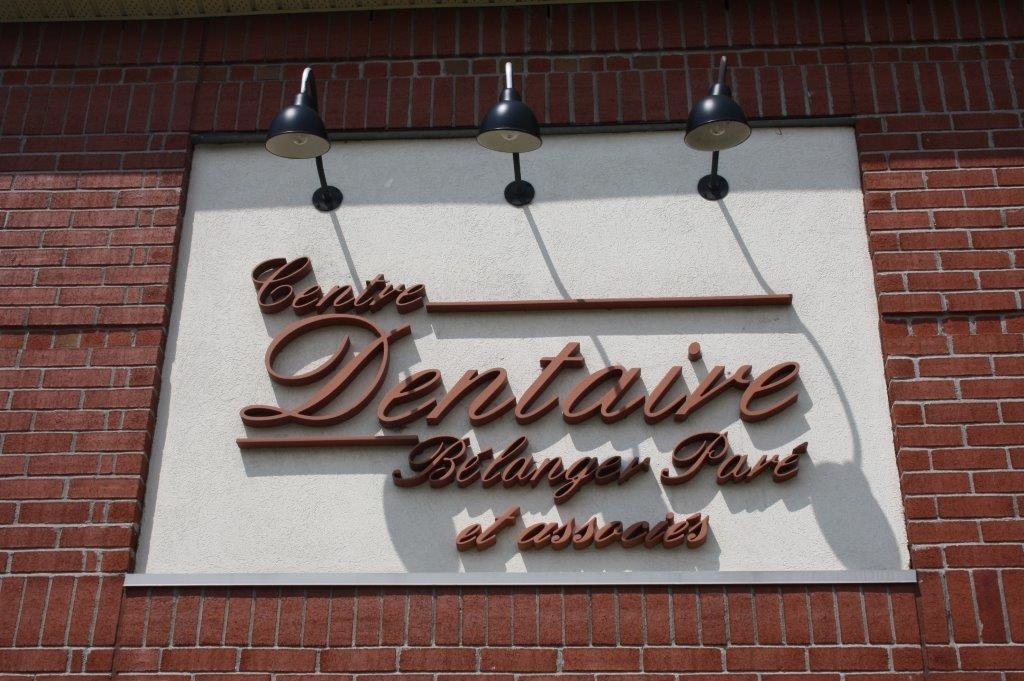 Centre
Dentaire
Bélanger Paré
et associés